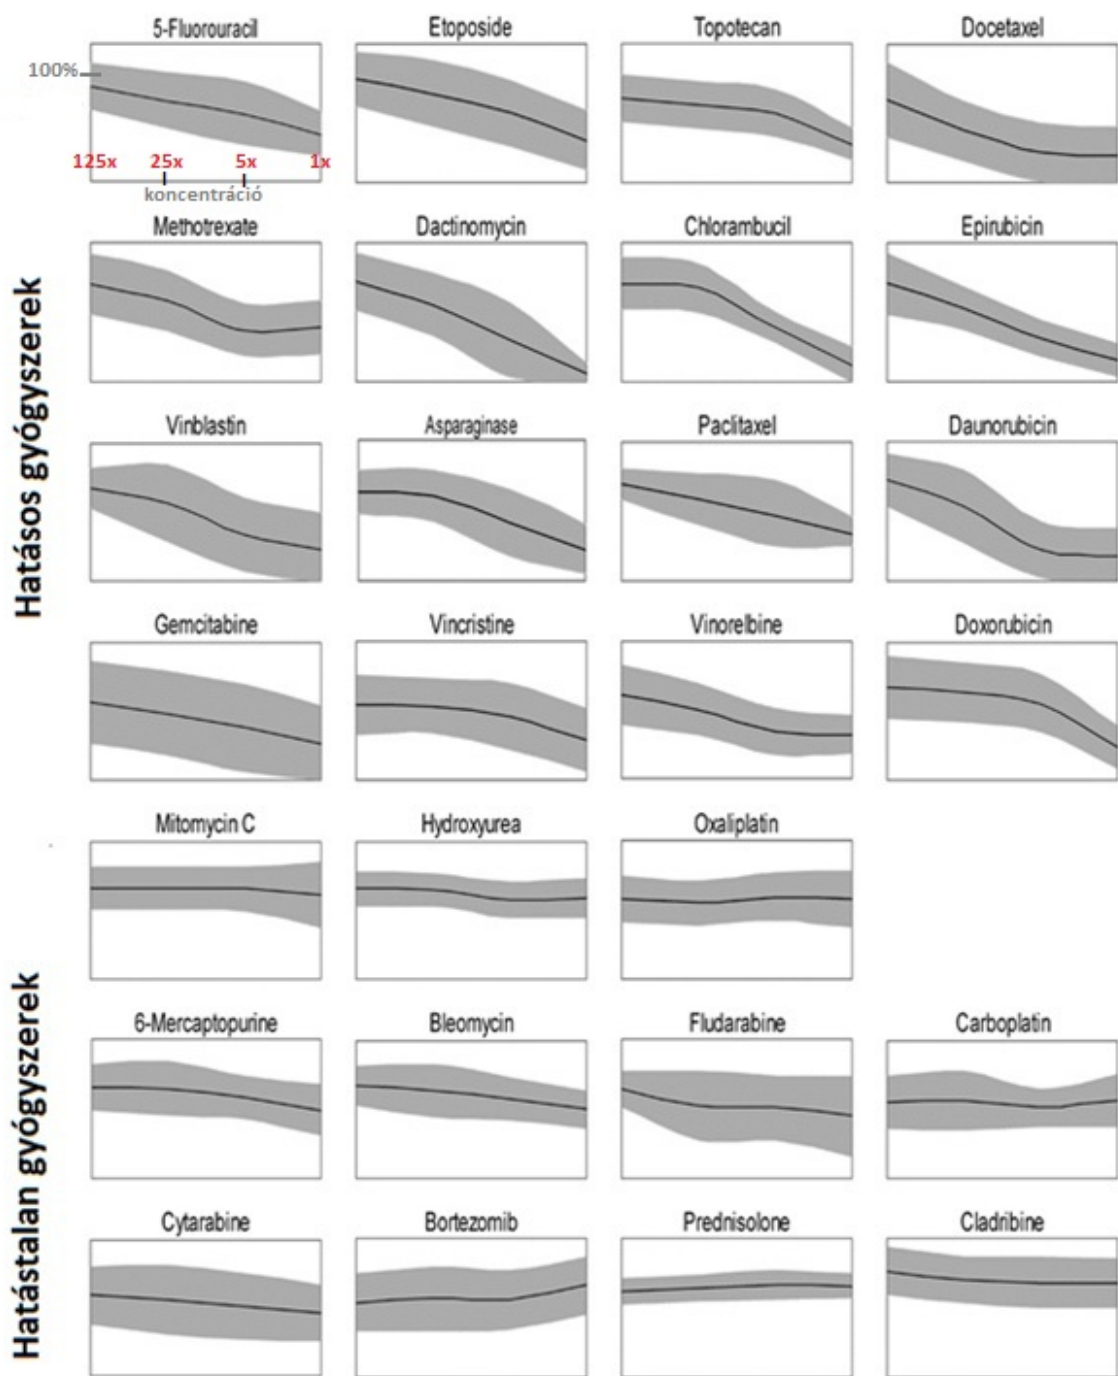 5-Fluorouracil Etoposide Topotecan Docetaxel
100%
125x 25x 5x 1x
koncentráció
Hatásos gyógyszerek
Methotrexate Dactinomycin Chlorambucil Epirubicin
Vinblastin Asparaginase Paclitaxel Daunorubicin
Gemcitabine Vincristine Vinorelbine Doxorubicin
Hatástalan gyógyszerek
Mitomycin C Hydroxyurea Oxaliplatin
6-Mercaptopurine Bleomycin Fludarabine Carboplatin
Cytarabine Bortezomib Prednisolone Cladribine